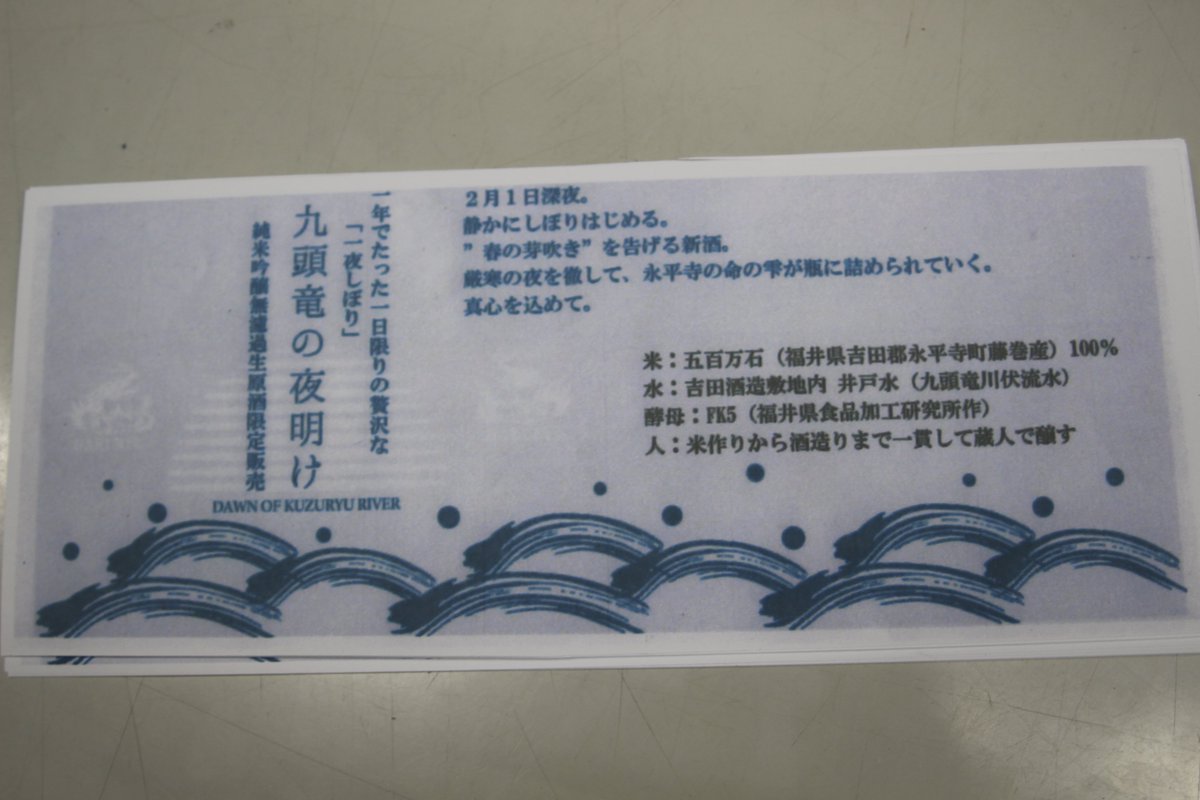 一年でたった一日限りの贅沢な
「一夜しぼり」
九頭竜の夜明け
純米吟醸無濾過生原酒限定販売
DAWN OF KUZURYU RIVER
2月1日深夜。
静かにしぼりはじめる。
”春の芽吹き”を告げる新酒。
厳寒の夜を徹して、永平寺の命の雫が瓶に詰められていく。
真心を込めて。
米：五百万石（福井県吉田郡永平寺町藤巻産）100%
水：吉田酒造敷地内 井戸水（九頭竜川伏流水）
酵母：FK5（福井県食品加工研究所作）
人：米作りから酒造りまで一貫して蔵人で醸す